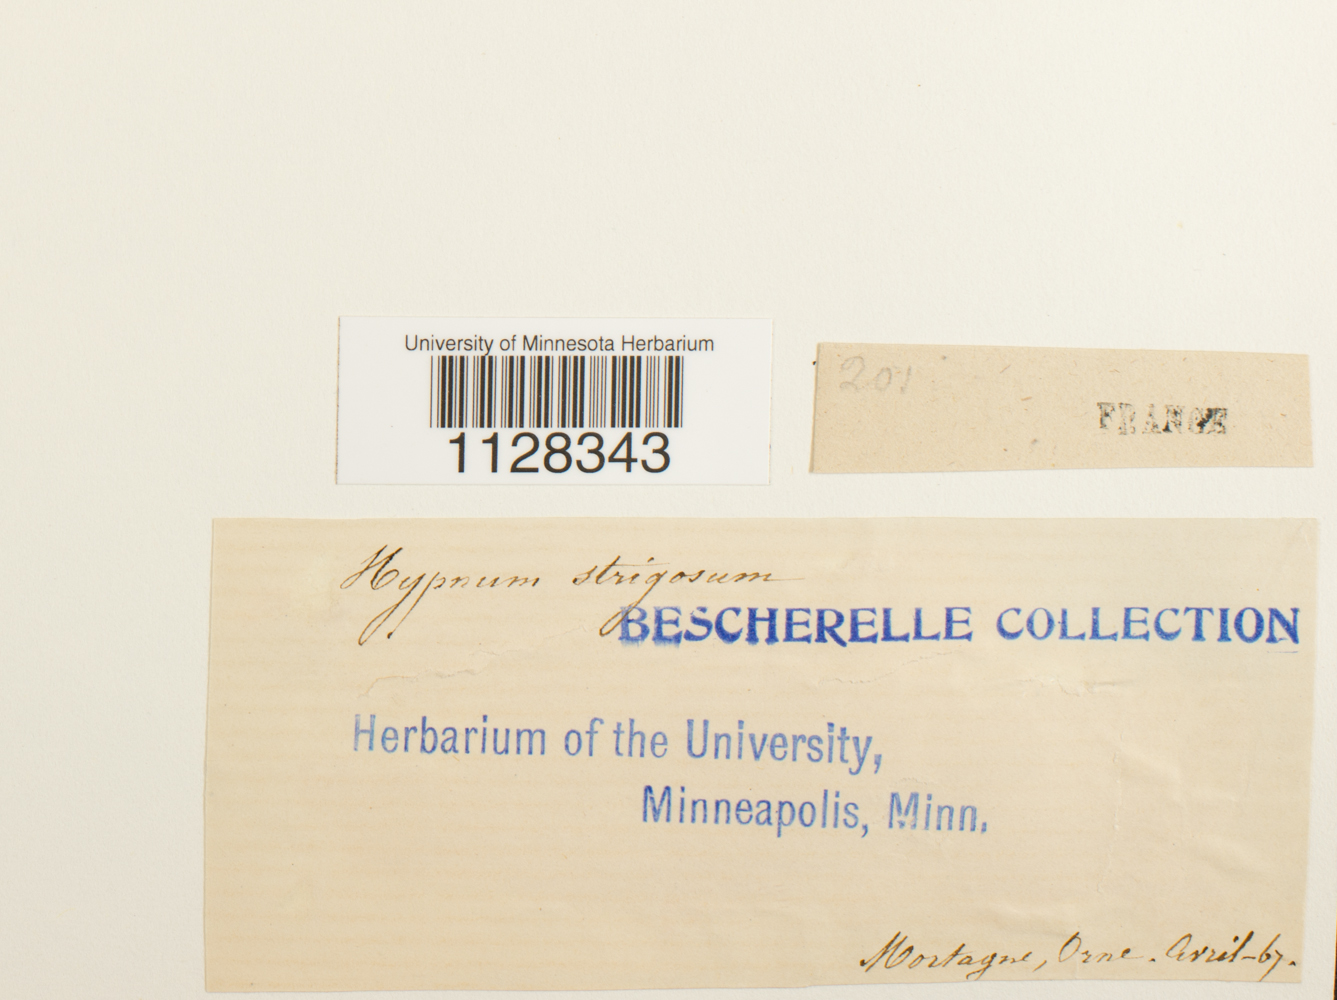 University of Minnesota Herbarium
1128343
201
FRANCE
Hypnum strigosum
BESCHERELLE COLLECTION
Herbarium of the University,
Minneapolis, Minn.
Mortagne, Orne. Avril-67.